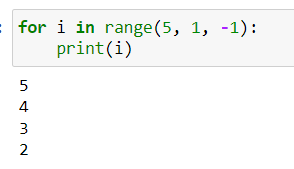 :
for i in range(5, 1, -1):
    print(i)
5
4
3
2